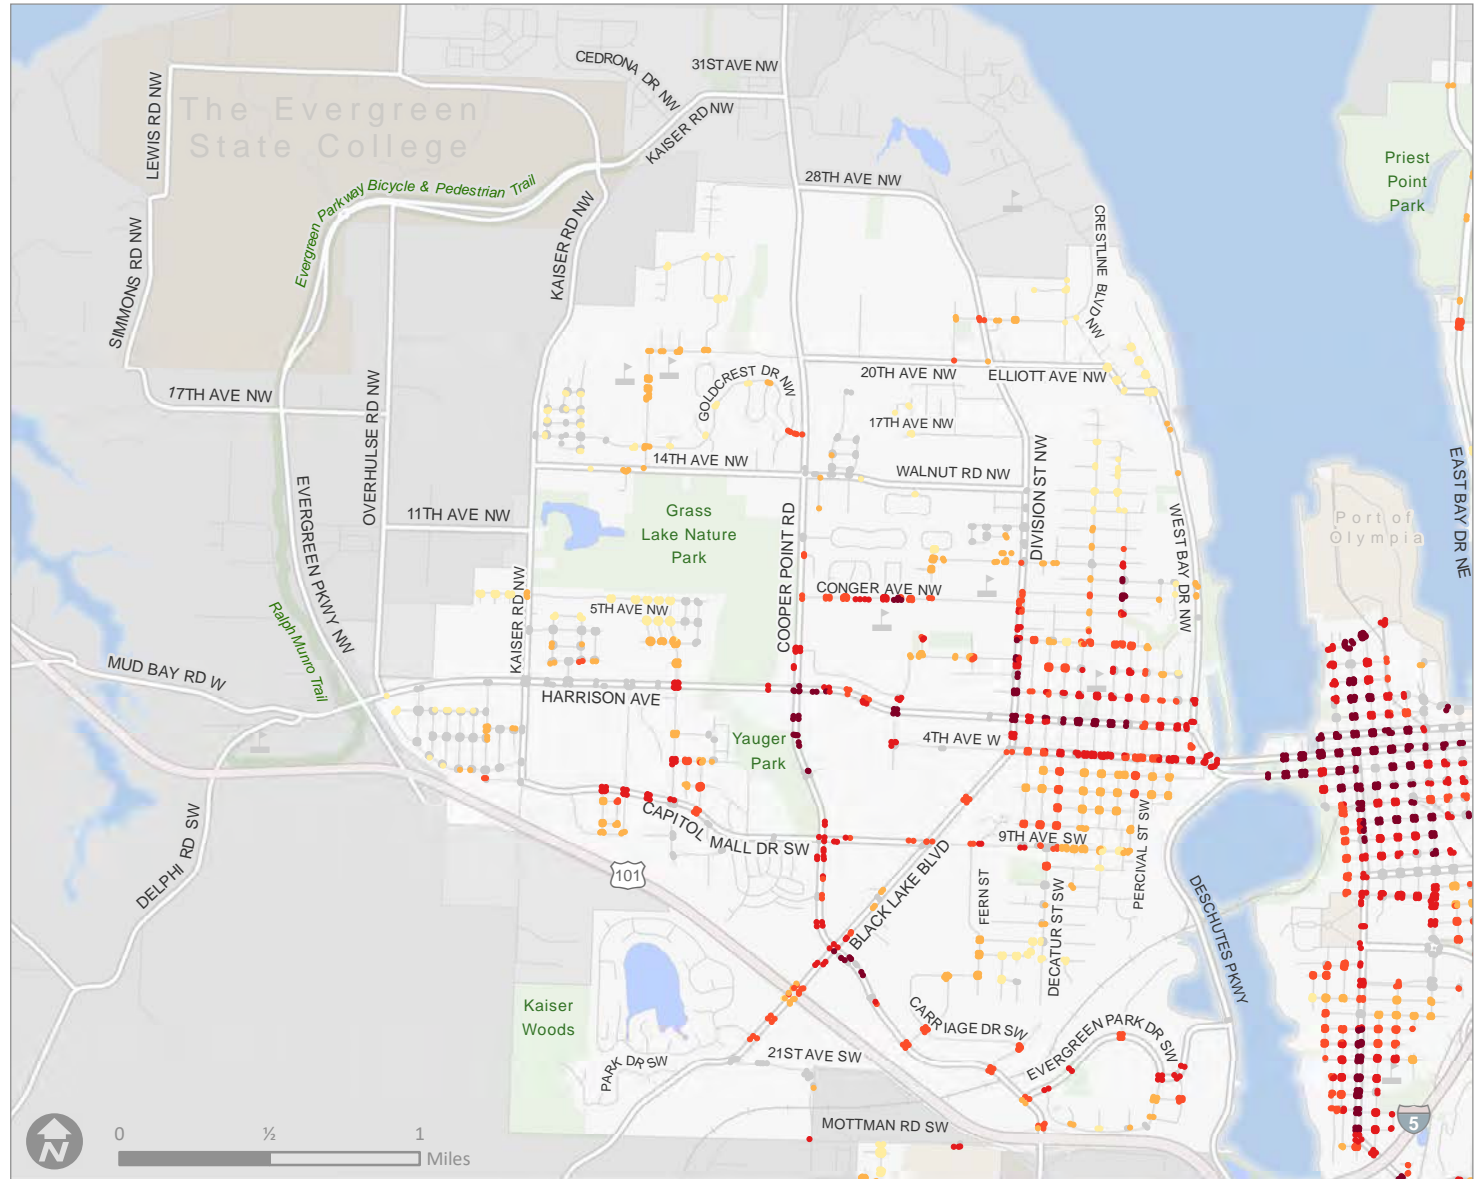 CEDRONA DR NW
31ST AVE NW
The Evergreen
State College
LEWIS RD NW
KAISER RD NW
Evergreen Parkway Bicycle & Pedestrian Trail
28TH AVE NW
Priest
Point
Park
CRESTLINE BLVD NW
KAISER RD NW
SIMMONS RD NW
20TH AVE NW
ELLIOTT AVE NW
GOLDCREST DR NW
17TH AVE NW
OVERHULSE RD NW
17TH AVE NW
14TH AVE NW
WALNUT RD NW
DIVISION ST NW
EAST BAY DR NE
EVERGREEN PKWY NW
11TH AVE NW
Grass
Lake Nature
Park
COOPER POINT RD
WEST BAY DR NW
Port of
Olympia
CONGER AVE NW
5TH AVE NW
KAISER RD NW
Ralph Munro Trail
MUD BAY RD W
HARRISON AVE
Yauger
Park
4TH AVE W
CAPITOL MALL DR SW
9TH AVE SW
PERCIVAL ST SW
DELPHI RD SW
101
BLACK LAKE BLVD
FERN ST
DECATUR ST SW
DESCHUTES PKWY
Kaiser
Woods
CARRIAGE DR SW
EVERGREEN PARK DR SW
PARK DR SW
21ST AVE SW
MOTTMAN RD SW
5
N
0 ½ 1
Miles